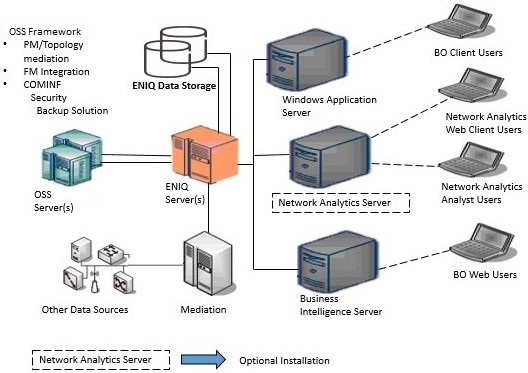 OSS Framework
• PM/Topology
mediation
• FM Integration
• COMINF
Security
Backup Solution
ENIQ Data Storage
BO Client Users
Windows Application
Server
Network Analytics
Web Client Users
OSS
Server(s)
ENIQ
Server(s)
Network Analytics Server
Network Analytics
Analyst Users
Other Data Sources
Mediation
Business
Intelligence Server
BO Web Users
Network Analytics Server
Optional Installation